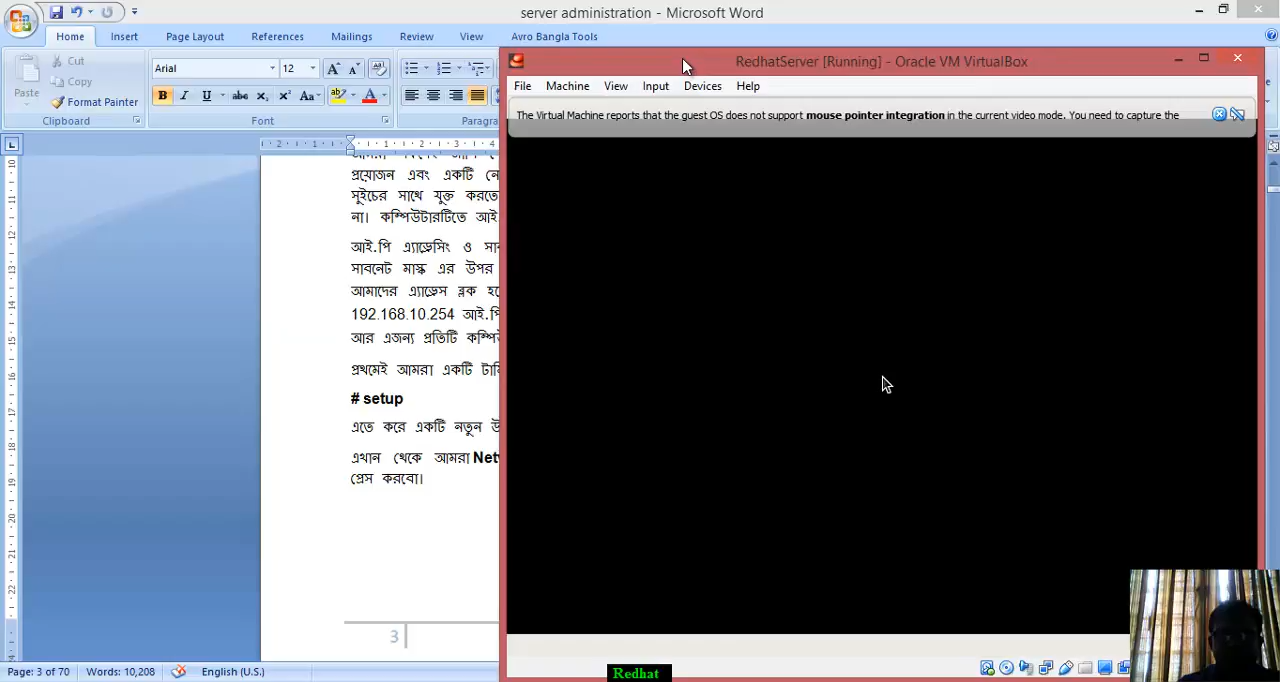 server administration - Microsoft Word
Home Insert Page Layout References Mailings Review View Avro Bangla Tools
Cut
Copy
Paste
Format Painter
Clipboard
Arial 12
Font
Paragra
RedhatServer [Running] - Oracle VM VirtualBox
File Machine View Input Devices Help
The Virtual Machine reports that the guest OS does not support mouse pointer integration in the current video mode. You need to capture the
প্রয়োজন এবং একটি নে
সুইচের সাথে যুক্ত করতে
না। কম্পিউটারটিতে আই.
আই.পি এ্যাড্রেসিং ও সাব
সাবনেট মাস্ক এর উপর
আমাদের এ্যাড্রেস ব্লক হ
192.168.10.254 আই.পি
আর এজন্য প্রতিটি কম্পিউ
প্রথমেই আমরা একটি টার্মি
# setup
এতে করে একটি নতুন উ
এখান থেকে আমরা Netw
প্রেস করবো।
3
Page: 3 of 70 Words: 10,208 English (U.S.)
Redhat